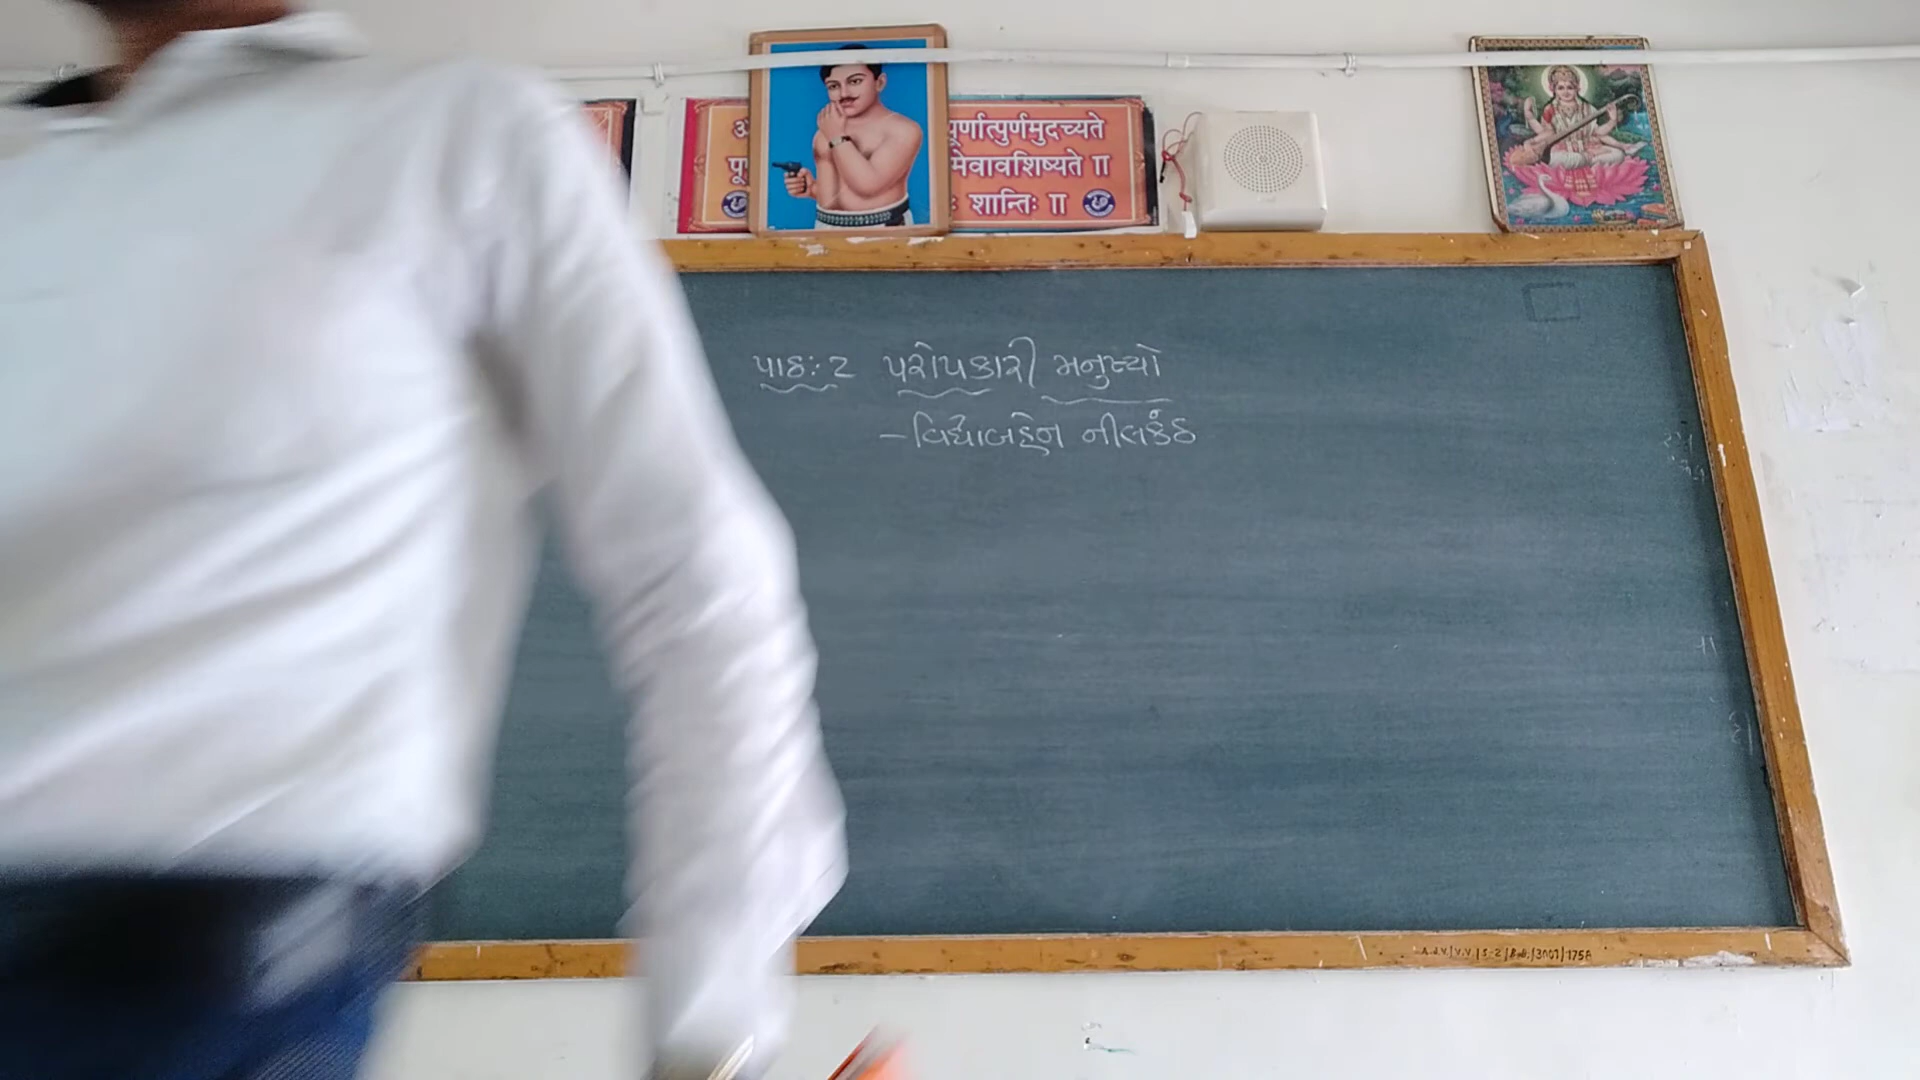 पूर्णात्पुर्णमुदच्यते
मेवावशिष्यते ॥
शान्तिः ॥
પાઠ:૨ પરોપકારી મનુષ્યો
-વિદ્યાબહેન નીલકંઠ